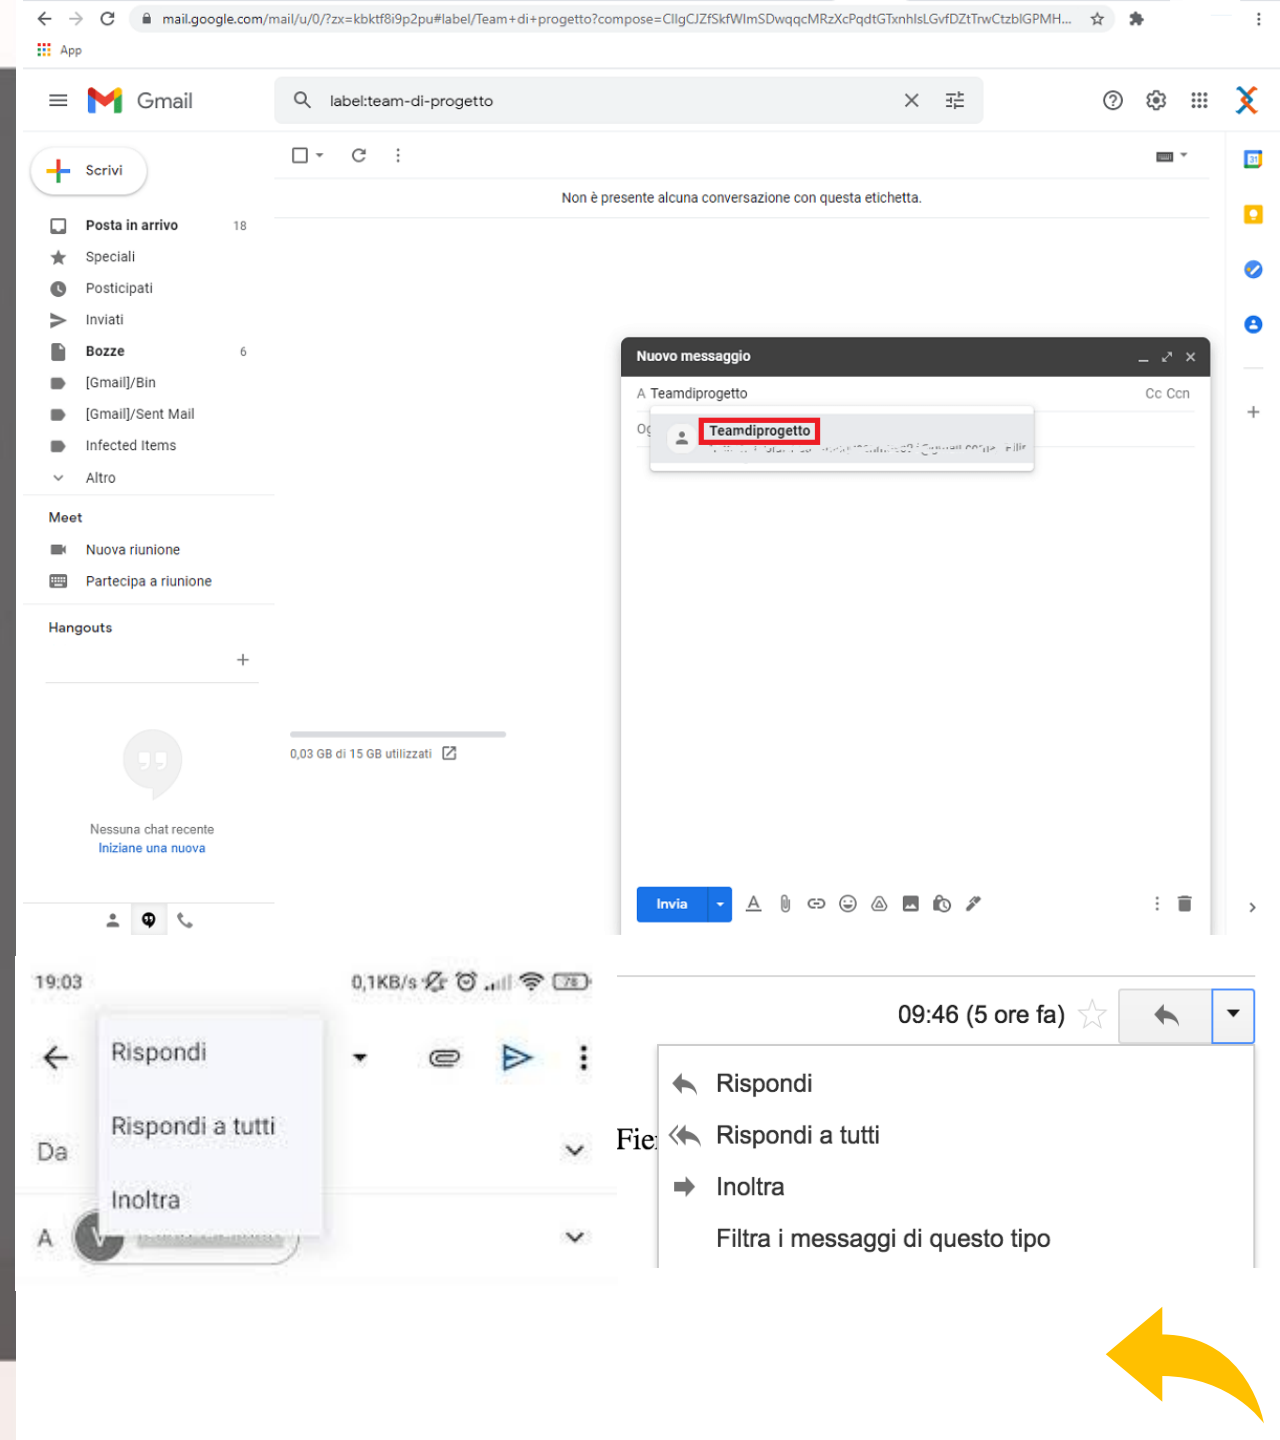 mail.google.com/mail/u/0/?zx=kbktf8i9p2pu#label/Team+di+progetto?compose=CllgCJZfSkfWlmSDwqqcMRzXcPqdtGTxnhlsLGvfDZtTrwCtzblGPMH...
App
Gmail
label:team-di-progetto
Scrivi
Non è presente alcuna conversazione con questa etichetta.
Posta in arrivo 18
Speciali
Posticipati
Inviati
Bozze 6
[Gmail]/Bin
[Gmail]/Sent Mail
Infected Items
Altro
Meet
Nuova riunione
Partecipa a riunione
Hangouts
0,03 GB di 15 GB utilizzati
Nessuna chat recente
Iniziane una nuova
31
Nuovo messaggio
A Teamdiprogetto Cc Ccn
Og
Teamdiprogetto
Invia
19:03 0,1KB/s 78
Rispondi
Rispondi a tutti
Inoltra
Da
A V
09:46 (5 ore fa)
Rispondi
Fie
Rispondi a tutti
Inoltra
Filtra i messaggi di questo tipo